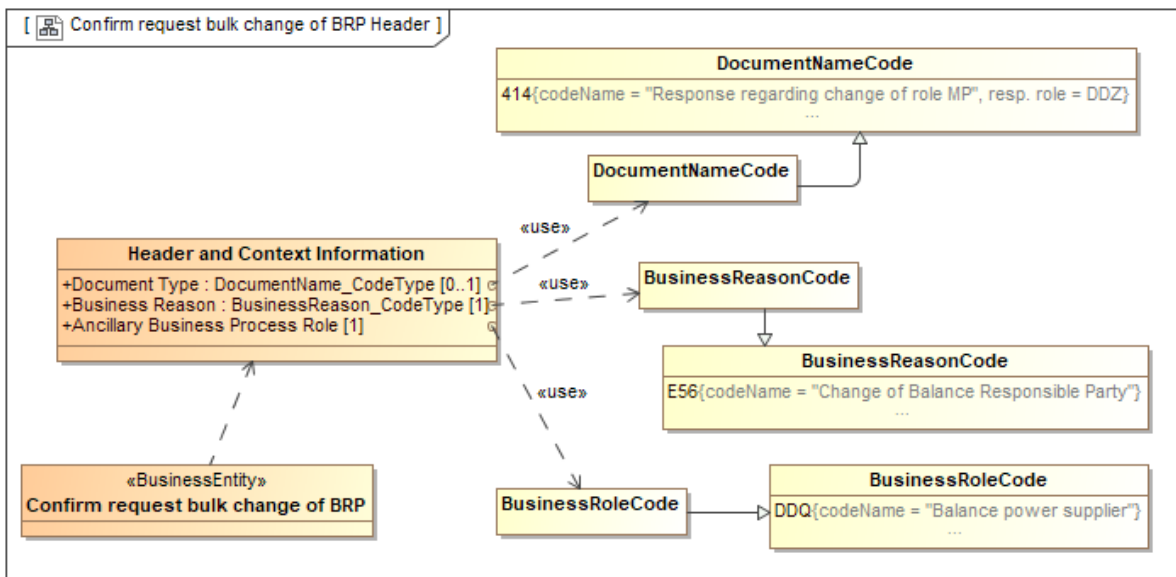 [ Confirm request bulk change of BRP Header ]
DocumentNameCode
414{codeName = "Response regarding change of role MP", resp. role = DDZ}
...
DocumentNameCode
«use»
Header and Context Information
+Document Type : DocumentName_CodeType [0..1]
+Business Reason : BusinessReason_CodeType [1]
+Ancillary Business Process Role [1]
«use»
BusinessReasonCode
BusinessReasonCode
E56{codeName = "Change of Balance Responsible Party"}
...
«use»
«BusinessEntity»
Confirm request bulk change of BRP
BusinessRoleCode
BusinessRoleCode
DDQ{codeName = "Balance power supplier"}
...